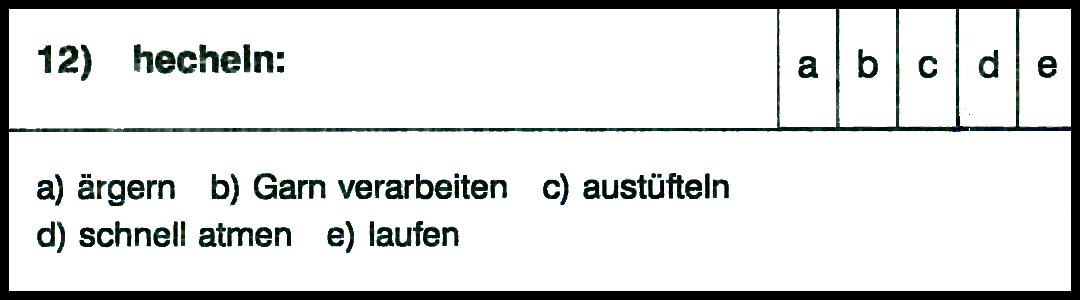 12) hecheln:
a b c d e
a) ärgern b) Garn verarbeiten c) austüfteln
d) schnell atmen e) laufen